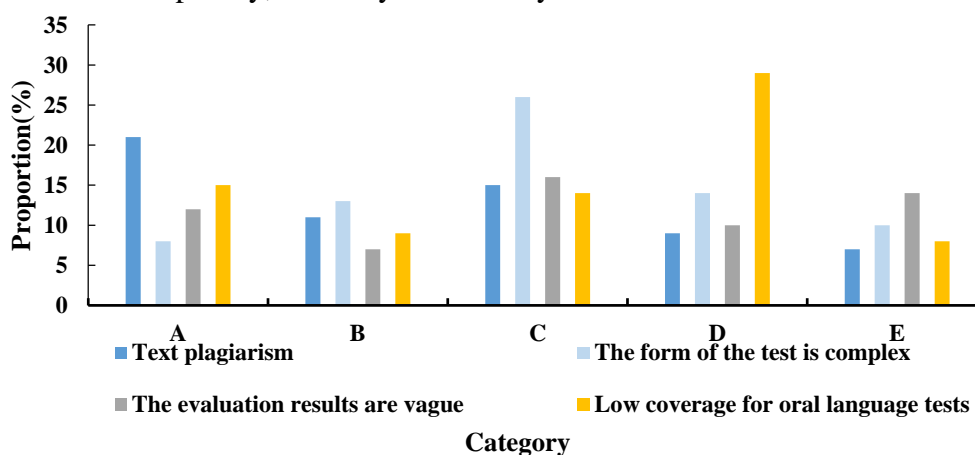 35
30
25
20
15
10
5
0
Proportion(%)
A B C D E
Text plagiarism The form of the test is complex
The evaluation results are vague Low coverage for oral language tests
Category